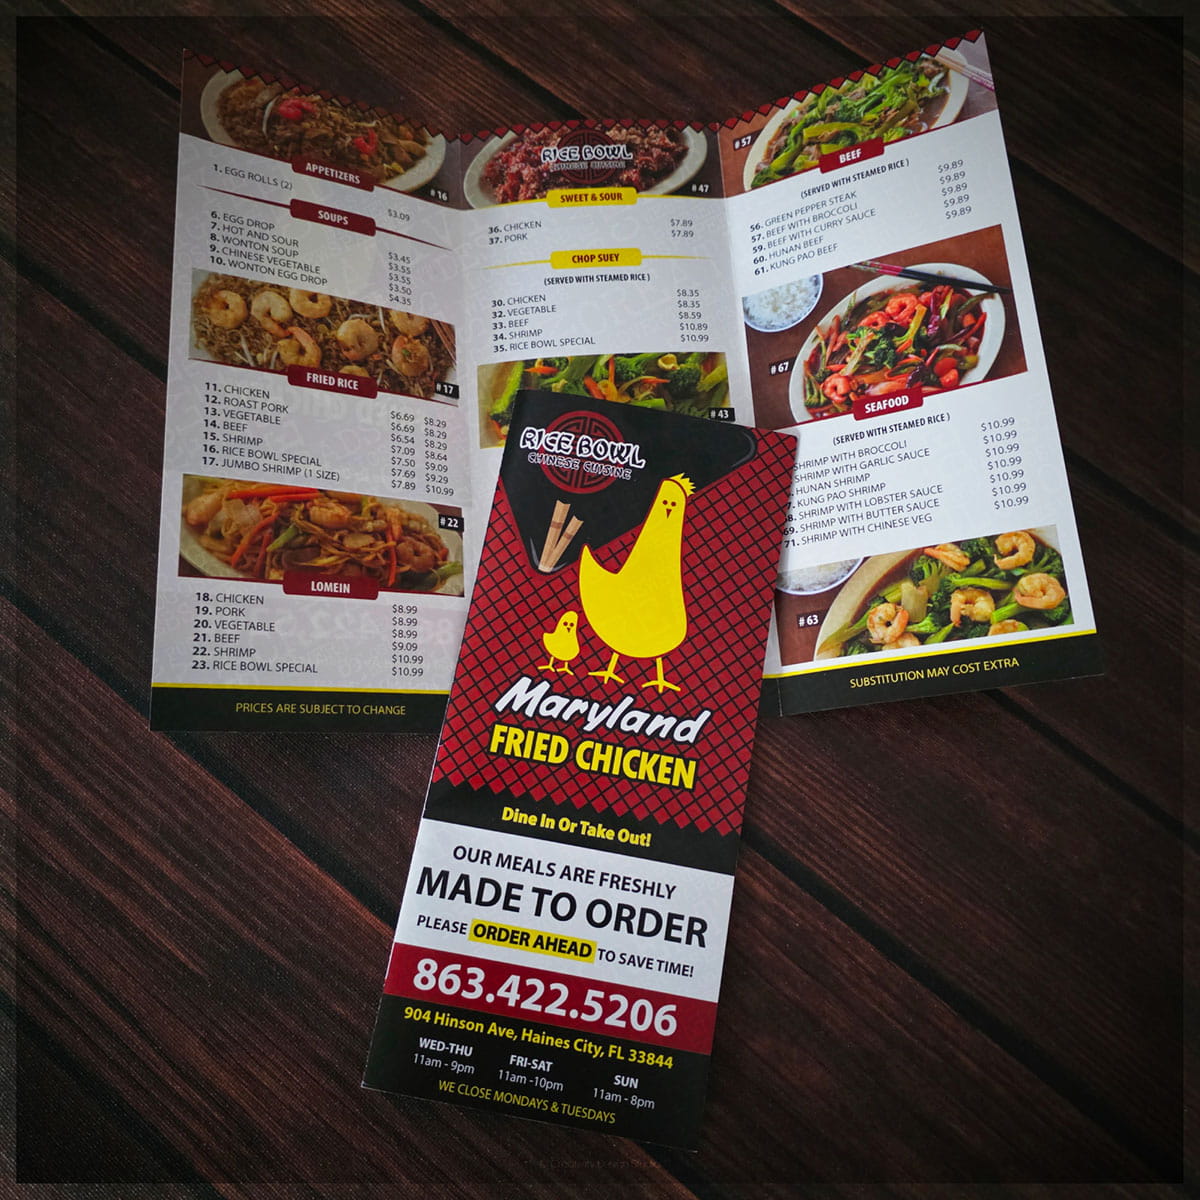 # 16
APPETIZERS
1. EGG ROLLS (2) $3.09
SOUPS
6. EGG DROP $3.45
7. HOT AND SOUR $3.55
8. WONTON SOUP $3.55
9. CHINESE VEGETABLE $3.50
10. WONTON EGG DROP $4.35
# 17
FRIED RICE
11. CHICKEN $6.69 $8.29
12. ROAST PORK $6.69 $8.29
13. VEGETABLE $6.54 $8.29
14. BEEF $7.09 $8.64
15. SHRIMP $7.50 $9.09
16. RICE BOWL SPECIAL $7.69 $9.29
17. JUMBO SHRIMP (1 SIZE) $7.89 $10.99
# 22
LOMEIN
18. CHICKEN $8.99
19. PORK $8.99
20. VEGETABLE $8.99
21. BEEF $9.09
22. SHRIMP $10.99
23. RICE BOWL SPECIAL $10.99
PRICES ARE SUBJECT TO CHANGE
RICE BOWL
CHINESE CUISINE
# 47
SWEET & SOUR
36. CHICKEN $7.89
37. PORK $7.89
CHOP SUEY
(SERVED WITH STEAMED RICE )
30. CHICKEN $8.35
32. VEGETABLE $8.35
33. BEEF $8.59
34. SHRIMP $10.89
35. RICE BOWL SPECIAL $10.99
# 43
# 57
BEEF
(SERVED WITH STEAMED RICE )
56. GREEN PEPPER STEAK $9.89
57. BEEF WITH BROCCOLI $9.89
59. BEEF WITH CURRY SAUCE $9.89
60. HUNAN BEEF $9.89
61. KUNG PAO BEEF $9.89
# 67
SEAFOOD
(SERVED WITH STEAMED RICE )
SHRIMP WITH BROCCOLI $10.99
SHRIMP WITH GARLIC SAUCE $10.99
HUNAN SHRIMP $10.99
7. KUNG PAO SHRIMP $10.99
8. SHRIMP WITH LOBSTER SAUCE $10.99
69. SHRIMP WITH BUTTER SAUCE $10.99
71. SHRIMP WITH CHINESE VEG $10.99
# 63
SUBSTITUTION MAY COST EXTRA
RICE BOWL
CHINESE CUISINE
Maryland
FRIED CHICKEN
Dine In Or Take Out!
OUR MEALS ARE FRESHLY
MADE TO ORDER
PLEASE ORDER AHEAD TO SAVE TIME!
863.422.5206
904 Hinson Ave, Haines City, FL 33844
WED-THU FRI-SAT SUN
11am - 9pm 11am -10pm 11am - 8pm
WE CLOSE MONDAYS & TUESDAYS